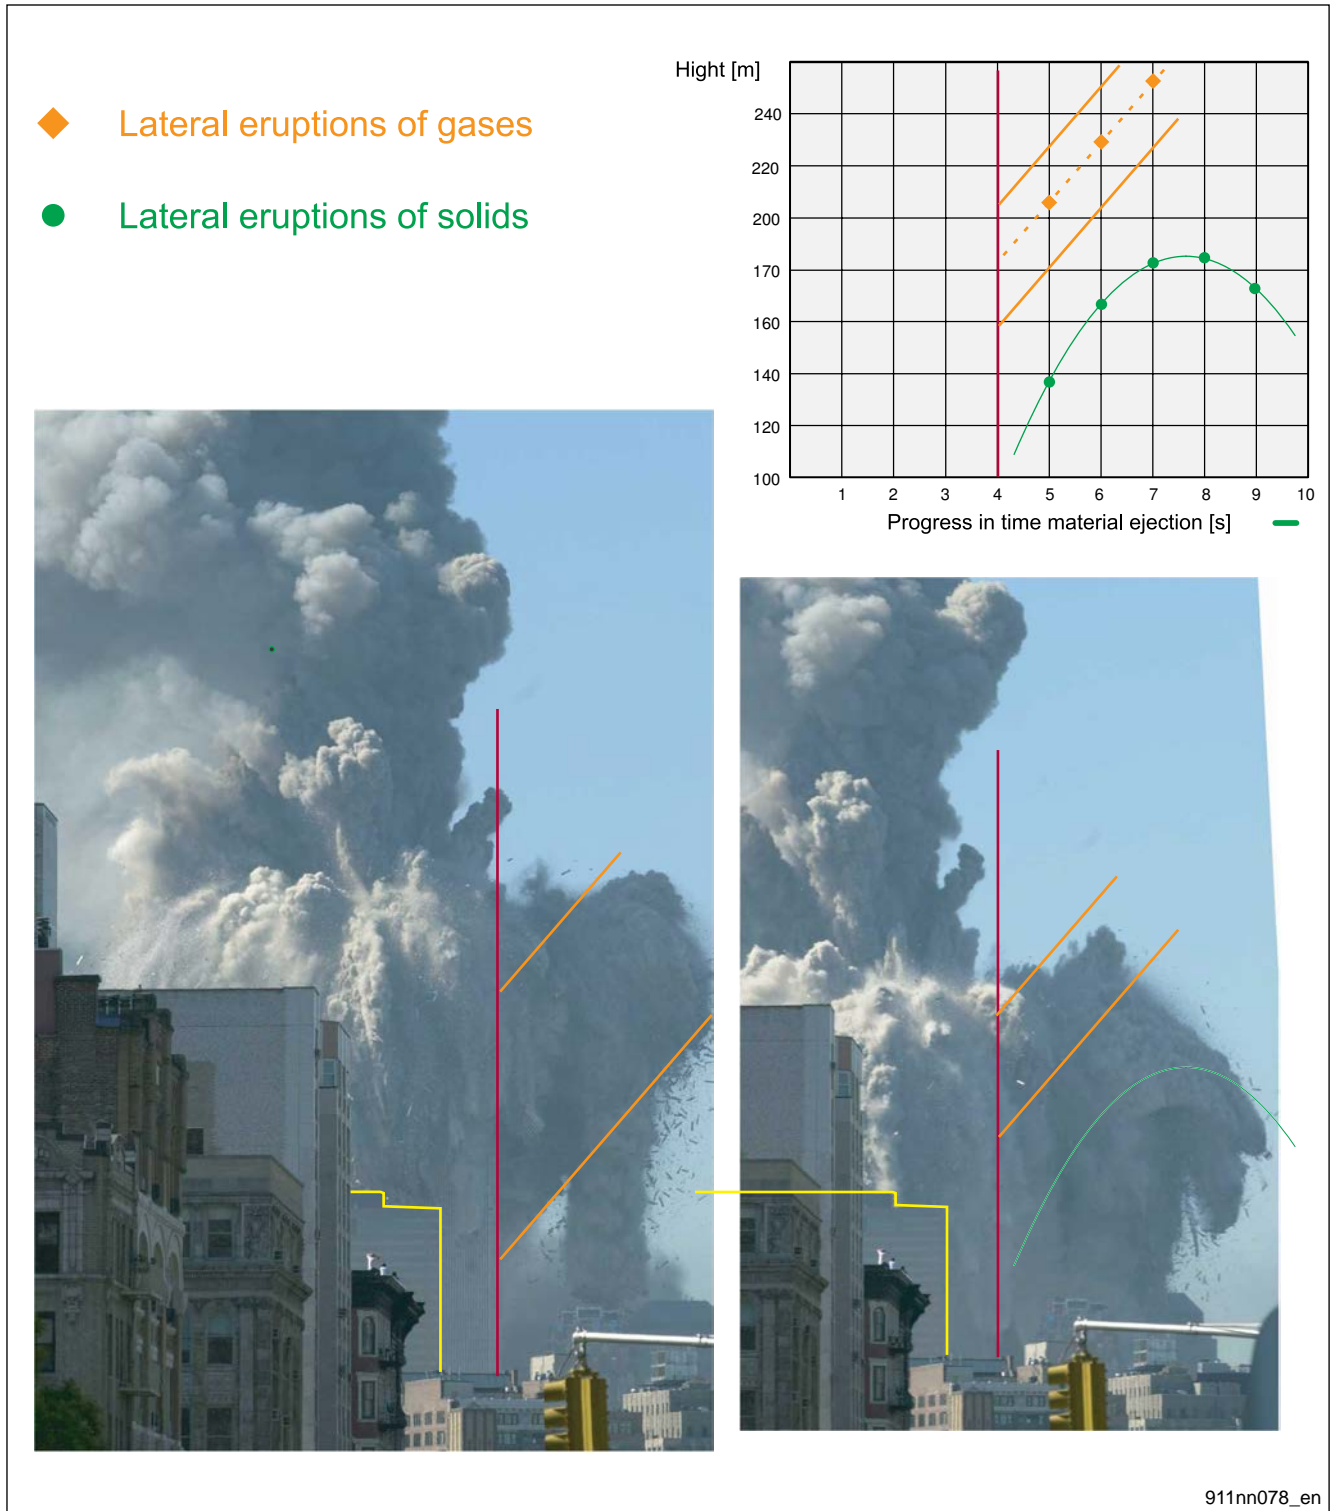 Lateral eruptions of gases
Lateral eruptions of solids
Hight [m]
240
220
200
170
160
140
120
100
1 2 3 4 5 6 7 8 9 10
Progress in time material ejection [s]
911nn078_en